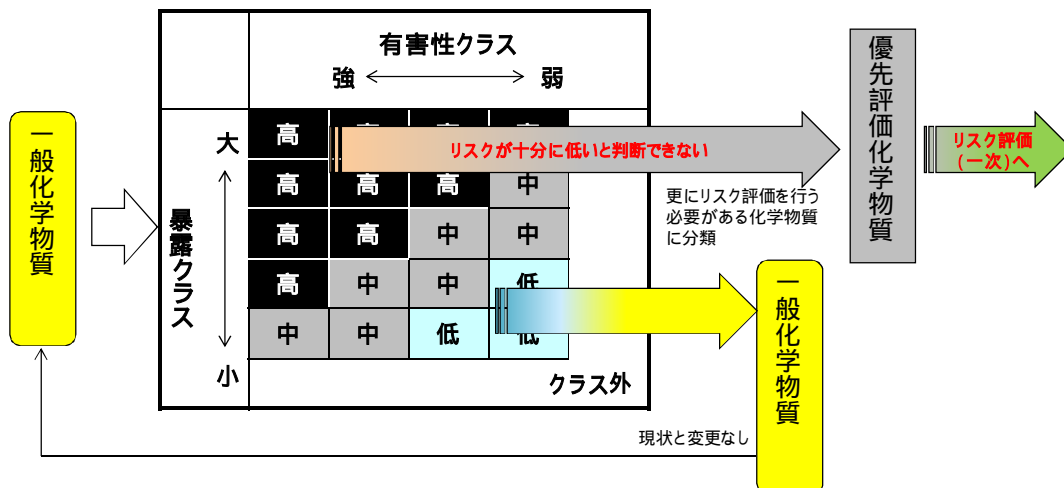 一般化学物質
有害性クラス
強
弱
暴露クラス
大
小
高 高 高 高
高 高 高 中
高 高 中 中
高 中 中 低
中 中 低 低
クラス外
リスクが十分に低いと判断できない
更にリスク評価を行う
必要がある化学物質
に分類
優先評価化学物質
リスク評価
(一次)へ
一般化学物質
現状と変更なし